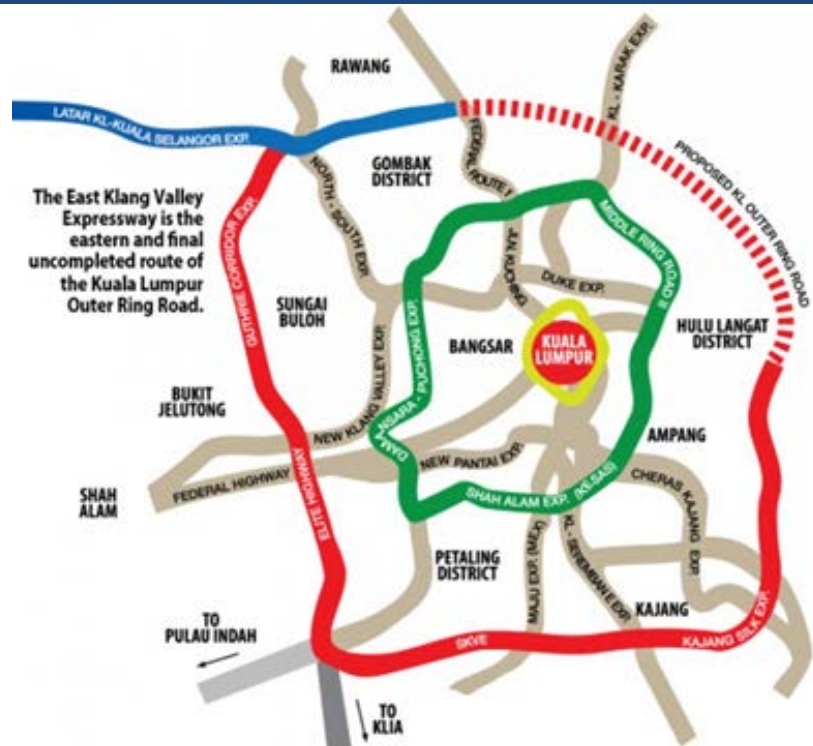 RAWANG
KL - KARAK EXP.
LATAR KL-KUALA SELANGOR EXP.
FEDERAL ROUTE 1
PROPOSED KL OUTER RING ROAD
GOMBAK
DISTRICT
NORTH - SOUTH EXP.
The East Klang Valley
Expressway is the
eastern and final
uncompleted route of
the Kuala Lumpur
Outer Ring Road.
MIDDLE RING ROAD II
JLN KUCHING
DUKE EXP.
GUTHRIE CORRIDOR EXP.
SUNGAI
BULOH
DAMANSARA - PUCHONG EXP.
BANGSAR
KUALA
LUMPUR
HULU LANGAT
DISTRICT
BUKIT
JELUTONG
NEW KLANG VALLEY EXP.
AMPANG
NEW PANTAI EXP.
FEDERAL HIGHWAY
SHAH
ALAM
ELITE HIGHWAY
SHAH ALAM EXP. (KESAS)
CHERAS KAJANG EXP.
PETALING
DISTRICT
MAJU EXP. (MEX)
KL - SEREMBAN E EXP.
KAJANG
TO
PULAU INDAH
SKVE
KAJANG SILK EXP.
TO
KLIA